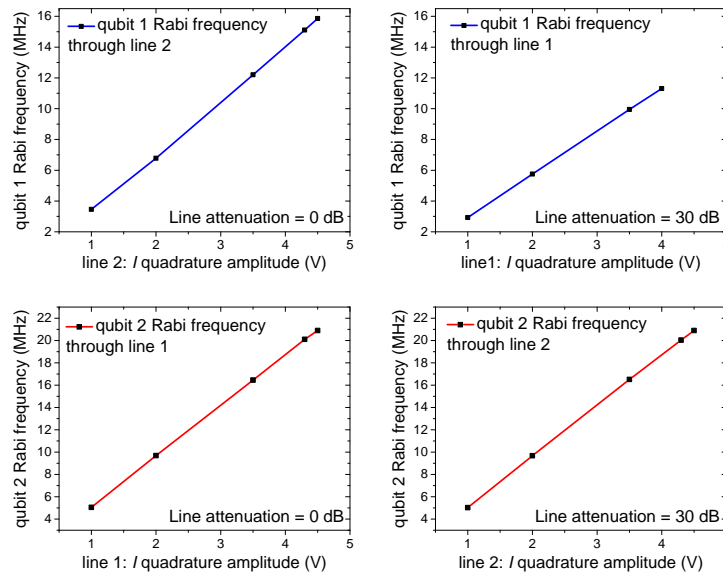 16
14
12
10
8
6
4
2
qubit 1 Rabi frequency (MHz)
qubit 1 Rabi frequency
through line 2
Line attenuation = 0 dB
1 2 3 4 5
line 2: I quadrature amplitude (V)
16
14
12
10
8
6
4
2
qubit 1 Rabi frequency (MHz)
qubit 1 Rabi frequency
through line 1
Line attenuation = 30 dB
1 2 3 4
line1: I quadrature amplitude (V)
22
20
18
16
14
12
10
8
6
4
qubit 2 Rabi frequency (MHz)
qubit 2 Rabi frequency
through line 1
Line attenuation = 0 dB
1 2 3 4 5
line 1: I quadrature amplitude (V)
22
20
18
16
14
12
10
8
6
4
qubit 2 Rabi frequency (MHz)
qubit 2 Rabi frequency
through line 2
Line attenuation = 30 dB
1 2 3 4
line 2: I quadrature amplitude (V)